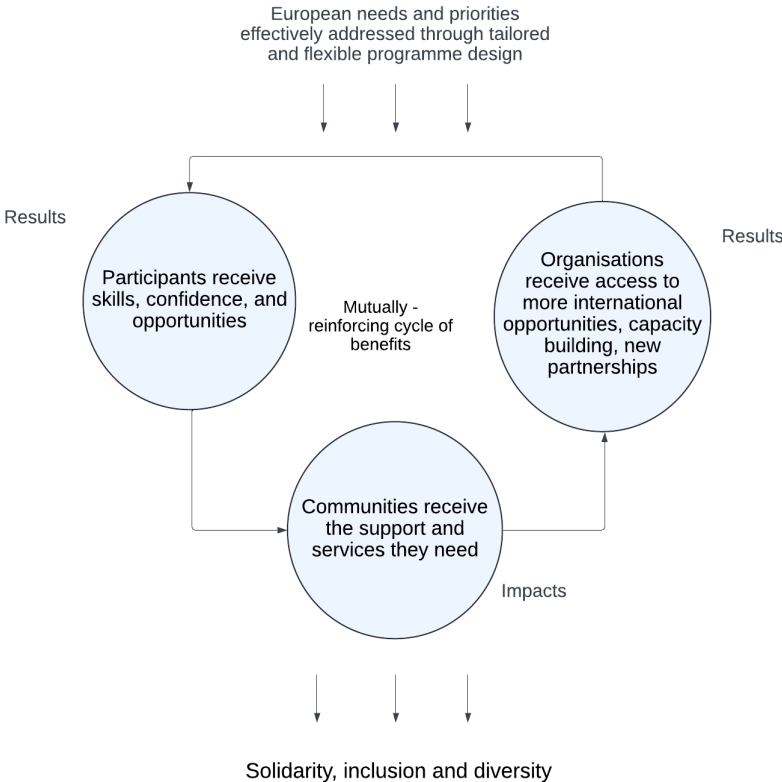 European needs and priorities
effectively addressed through tailored
and flexible programme design
Results
Results
Participants receive
skills, confidence, and
opportunities
Mutually -
reinforcing cycle of
benefits
Organisations
receive access to
more international
opportunities, capacity
building, new
partnerships
Communities receive
the support and
services they need
Impacts
Solidarity, inclusion and diversity